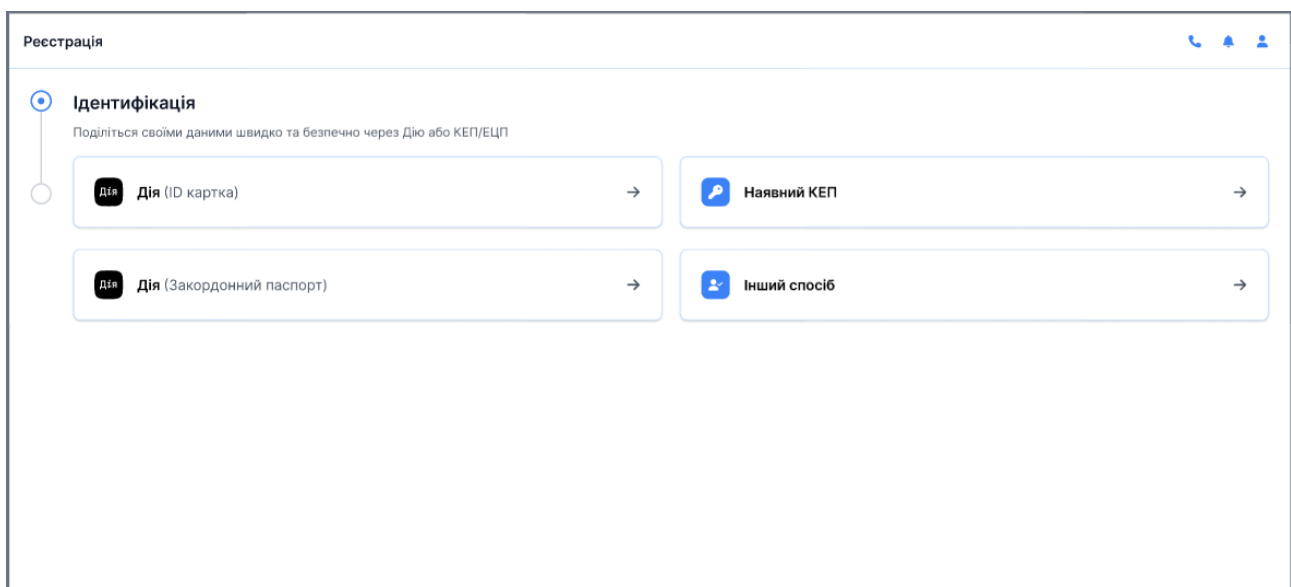 Реєстрація
Ідентифікація
Поділіться своїми даними швидко та безпечно через Дію або КЕП/ЕЦП
Дія Дія (ID картка)
Наявний КЕП
Дія Дія (Закордонний паспорт)
Інший спосіб